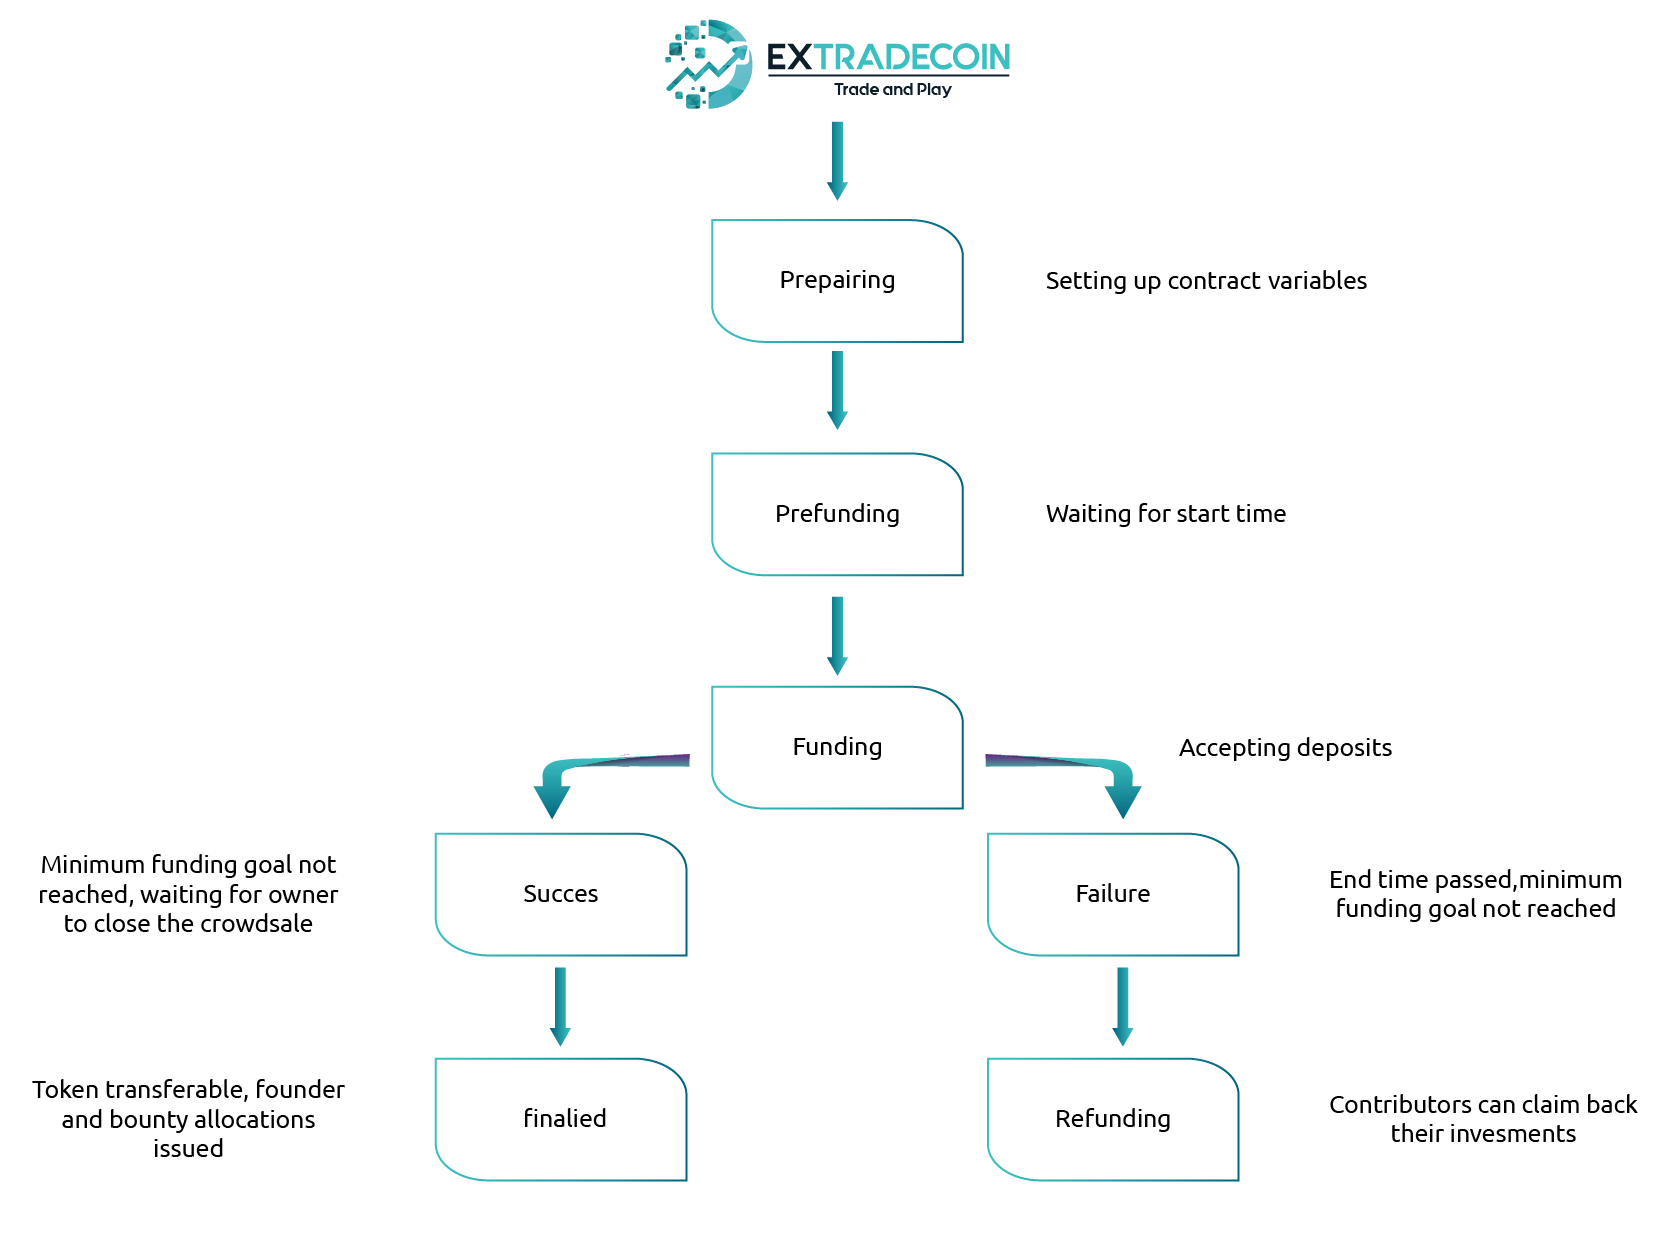 EXTRADECOIN
Trade and Play
Prepairing
Setting up contract variables
Prefunding
Waiting for start time
Funding
Accepting deposits
Minimum funding goal not
reached, waiting for owner
to close the crowdsale
Succes
Failure
End time passed,minimum
funding goal not reached
Token transferable, founder
and bounty allocations
issued
finalied
Refunding
Contributors can claim back
their invesments